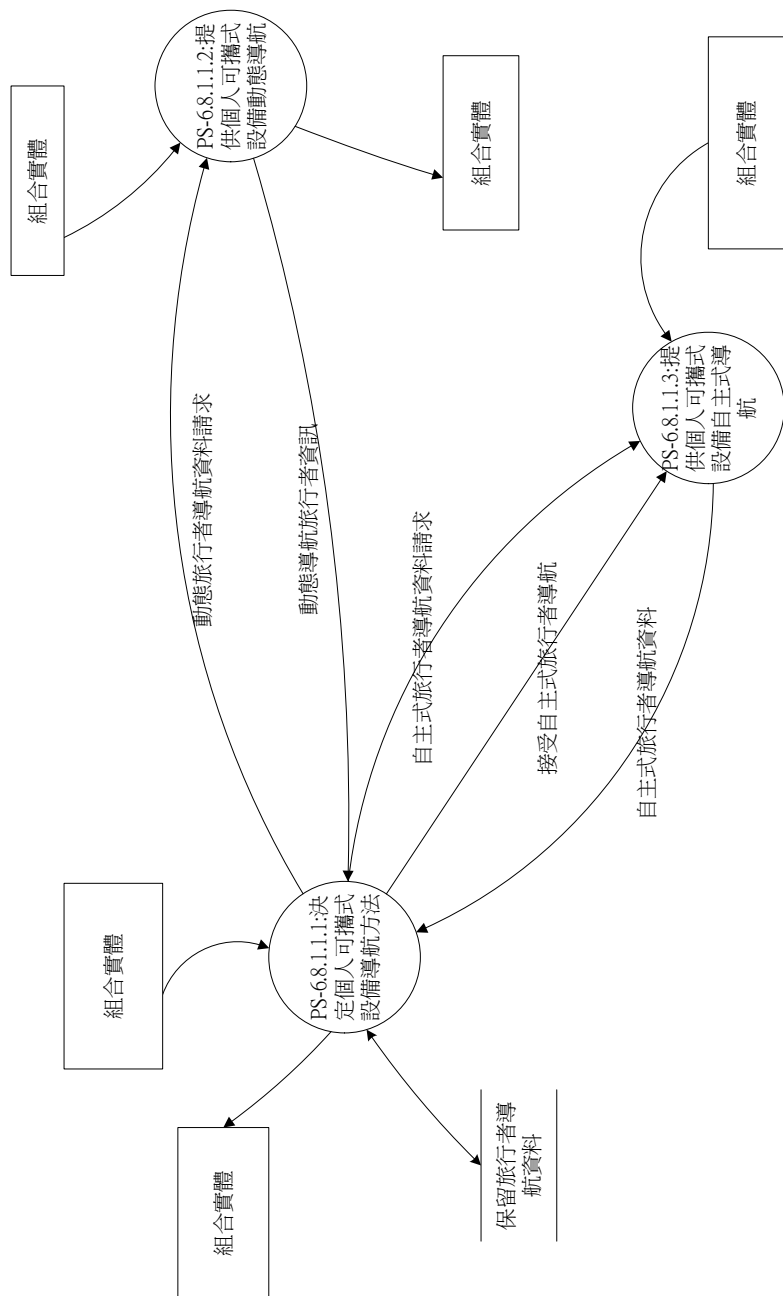 組合實體
PS-6.8.1.1.2:提
供個人可攜式
設備動態導航
組合實體
動態旅行者導航資料請求
動態導航旅行者資訊
組合實體
組合實體
PS-6.8.1.1.1:決
定個人可攜式
設備導航方法
自主式旅行者導航資料請求
接受自主式旅行者導航
自主式旅行者導航資料
PS-6.8.1.1.3:提
供個人可攜式
設備自主式導
航
組合實體
保留旅行者導
航資料